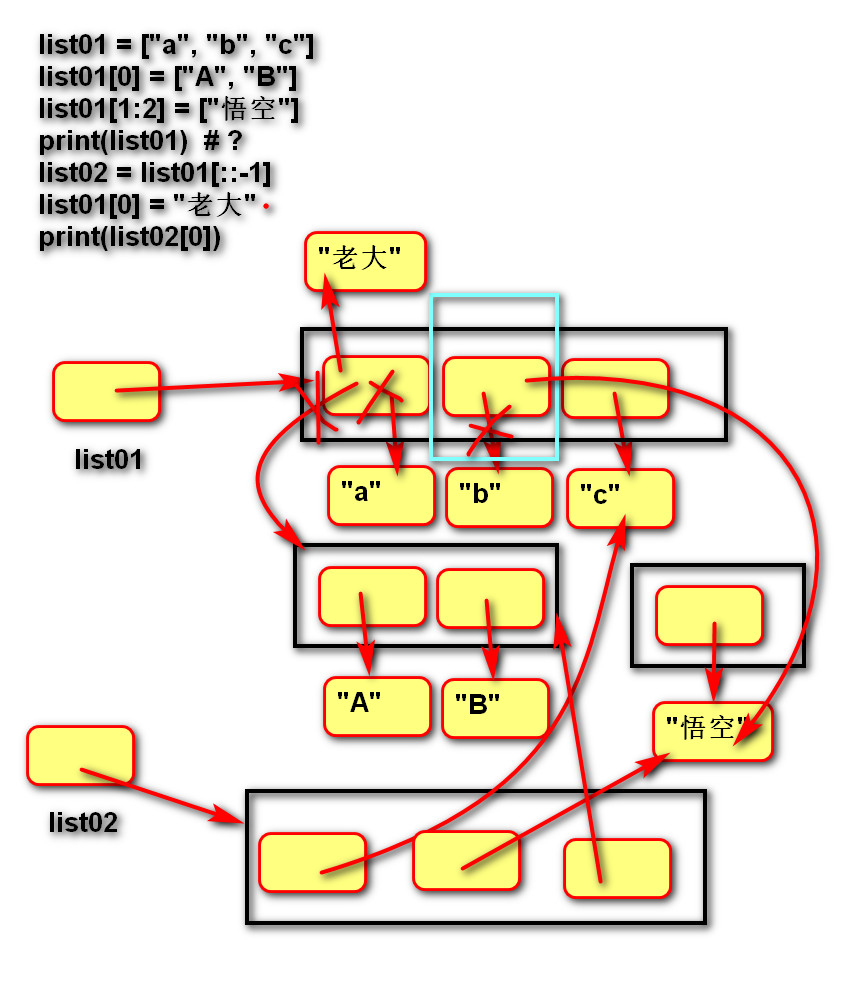 list01 = ["a", "b", "c"]
list01[0] = ["A", "B"]
list01[1:2] = ["悟空"]
print(list01)  # ?
list02 = list01[::-1]
list01[0] = "老大"
print(list02[0])
"老大"
list01
"a" "b" "c"
"A" "B"
"悟空"
list02